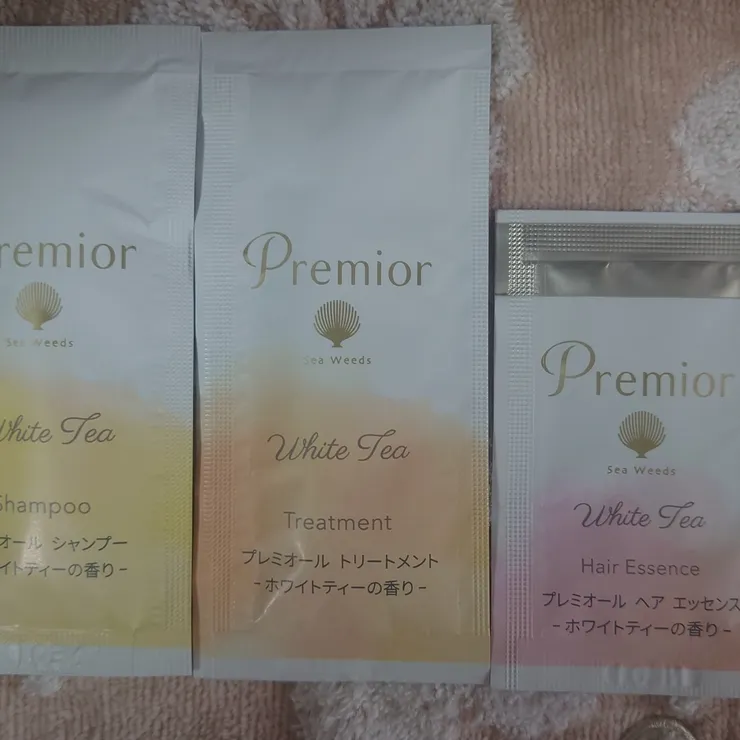 remior
Sea Weeds
White Tea
Shampoo
オール シャンプー
イトティーの香り-
Premior
Sea Weeds
White Tea
Treatment
プレミオール トリートメント
-ホワイトティーの香り-
Premior
Sea Weeds
White Tea
Hair Essence
プレミオール ヘア エッセンス
-ホワイトティーの香り-